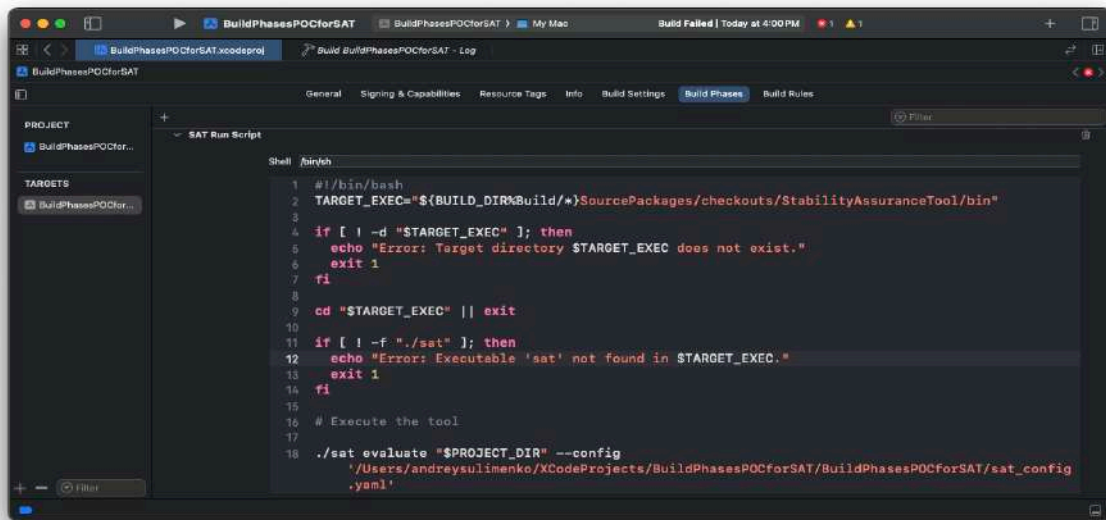 BuildPhasesPOCforSAT
BuildPhasesPOCforSAT › My Mac
Build Failed | Today at 4:00 PM
1
1
BuildPhasesPOCforSAT.xcodeproj
Build BuildPhasesPOCforSAT - Log
BuildPhasesPOCforSAT
General Signing & Capabilities Resource Tags Info Build Settings Build Phases Build Rules
Filter
PROJECT
BuildPhasesPOCfor...
TARGETS
BuildPhasesPOCfor...
SAT Run Script
Shell /bin/sh
1 #!/bin/bash
2 TARGET_EXEC="${BUILD_DIR%Build/*}SourcePackages/checkouts/StabilityAssuranceTool/bin"
3
4 if [ ! -d "$TARGET_EXEC" ]; then
5 echo "Error: Target directory $TARGET_EXEC does not exist."
6 exit 1
7 fi
8
9 cd "$TARGET_EXEC" || exit
10
11 if [ ! -f "./sat" ]; then
12 echo "Error: Executable 'sat' not found in $TARGET_EXEC."
13 exit 1
14 fi
15
16 # Execute the tool
17
18 ./sat evaluate "$PROJECT_DIR" --config
'/Users/andreysulimenko/XCodeProjects/BuildPhasesPOCforSAT/BuildPhasesPOCforSAT/sat_config
.yaml'
Filter